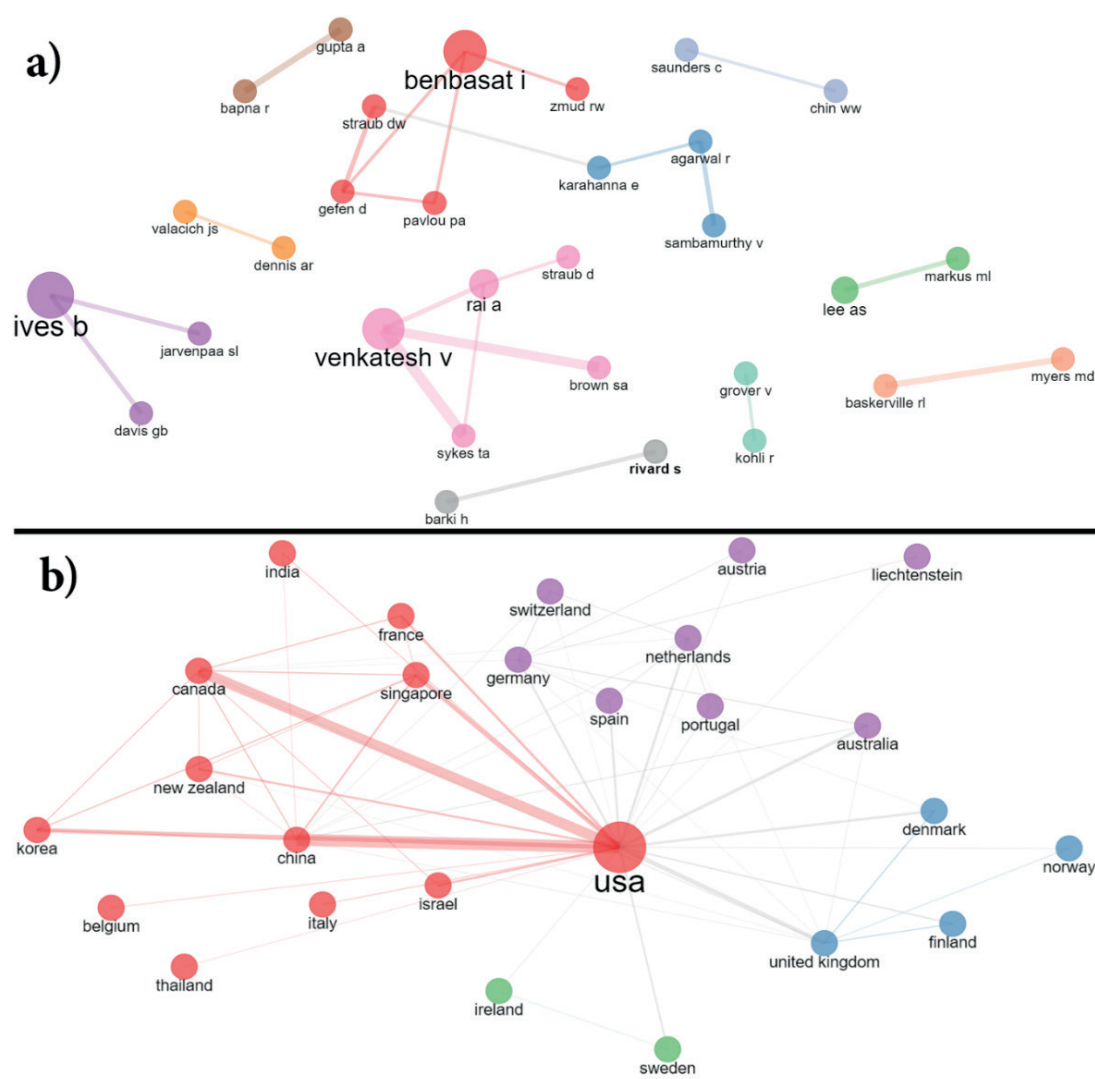 a)
gupta a
bapna r
benbasat i
zmud rw
straub dw
gefen d
pavlou pa
saunders c
chin ww
agarwal r
karahanna e
sambamurthy v
valacich js
dennis ar
straub d
rai a
venkatesh v
brown sa
sykes ta
ives b
jarvenpaa sl
davis gb
markus ml
lee as
myers md
baskerville rl
grover v
kohli r
rivard s
barki h
b)
india
france
canada
singapore
new zealand
korea
china
belgium
italy
israel
thailand
usa
austria
liechtenstein
switzerland
netherlands
germany
spain
portugal
australia
denmark
norway
finland
united kingdom
ireland
sweden